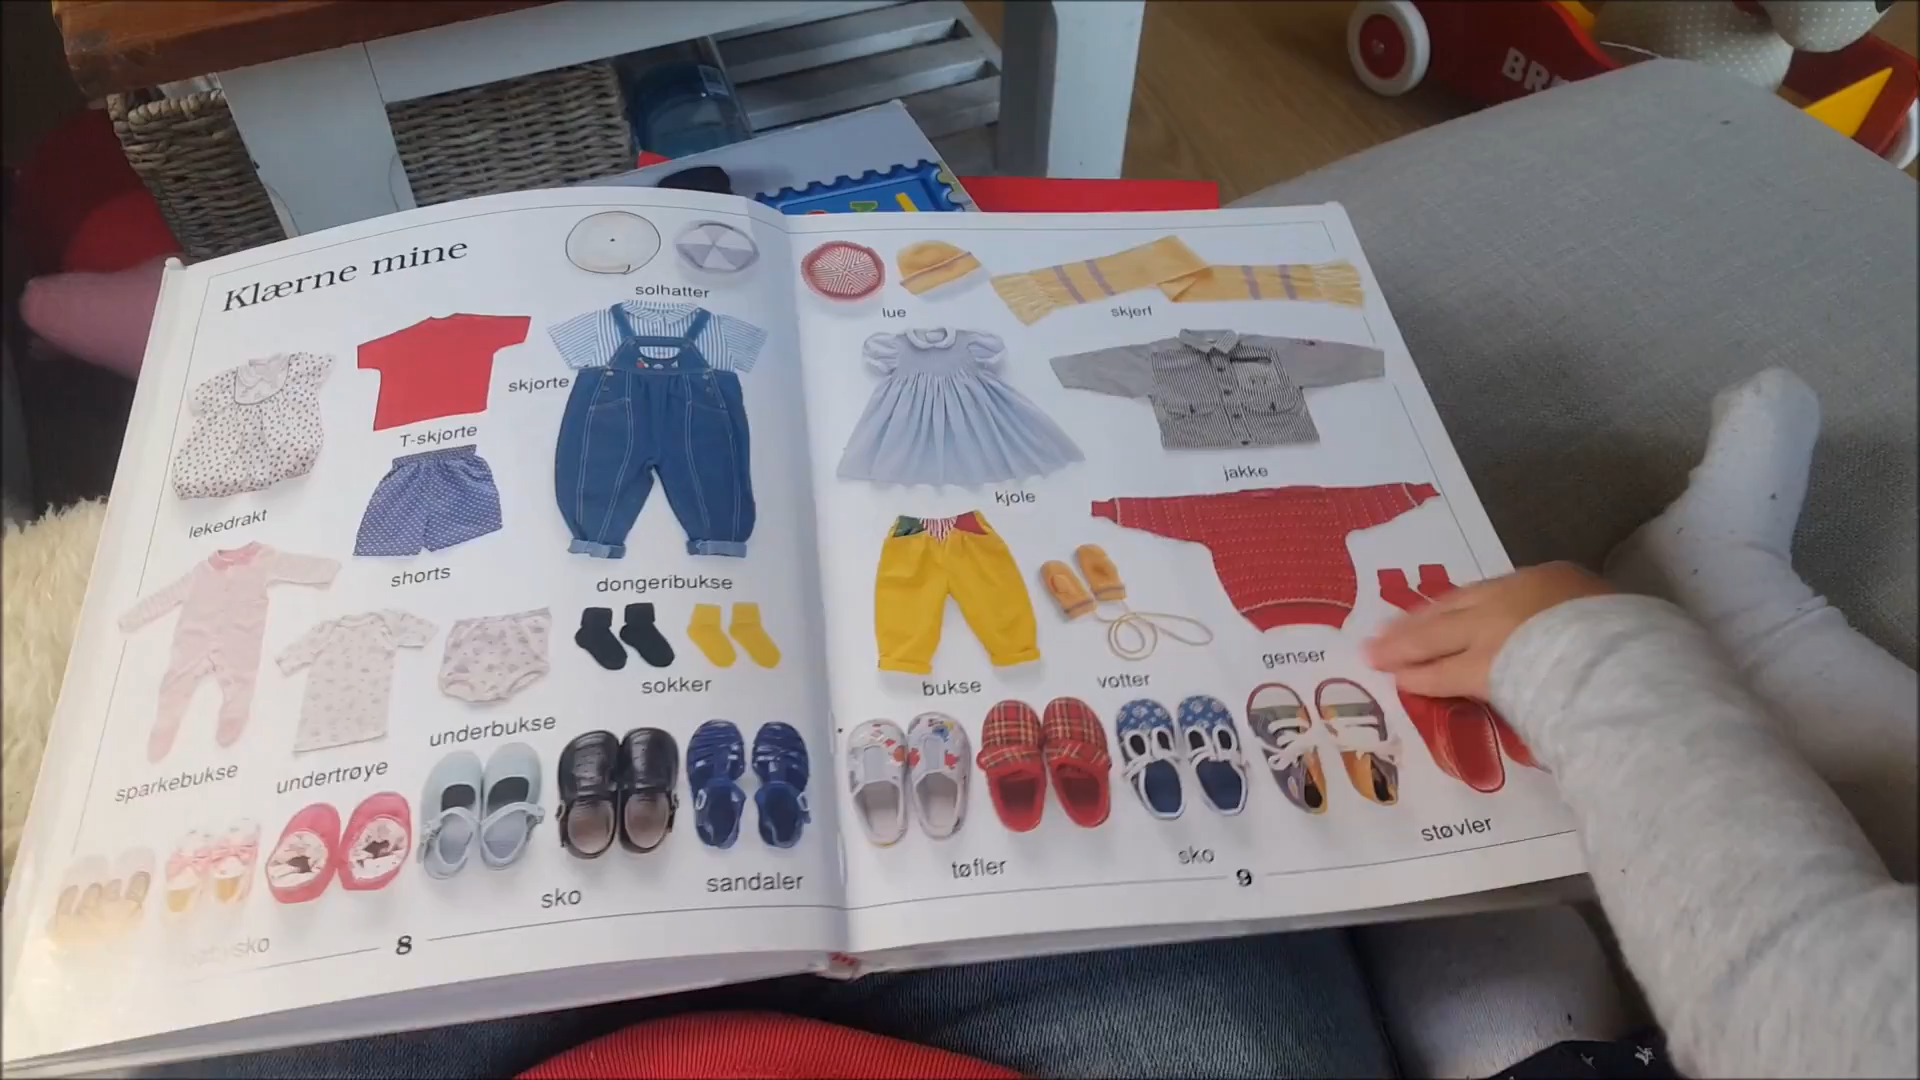 Klærne mine
solhatter
skjorte
T-skjorte
lekedrakt
shorts
dongeribukse
sokker
underbukse
undertrøye
sparkebukse
sko
sandaler
8
lue
skjerf
kjole
jakke
bukse
votter
genser
tøfler
sko
støvler
9